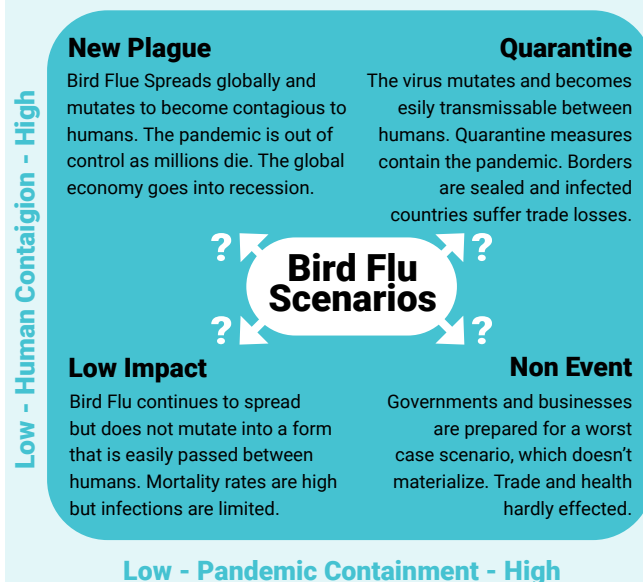 New Plague
Bird Flue Spreads globally and
mutates to become contagious to
humans. The pandemic is out of
control as millions die. The global
economy goes into recession.
Quarantine
The virus mutates and becomes
esily transmissable between
humans. Quarantine measures
contain the pandemic. Borders
are sealed and infected
countries suffer trade losses.
Low - Human Contaigion - High
? ?
Bird Flu
Scenarios
? ?
Low Impact
Bird Flu continues to spread
but does not mutate into a form
that is easily passed between
humans. Mortality rates are high
but infections are limited.
Non Event
Governments and businesses
are prepared for a worst
case scenario, which doesn't
materialize. Trade and health
hardly effected.
Low - Pandemic Containment - High